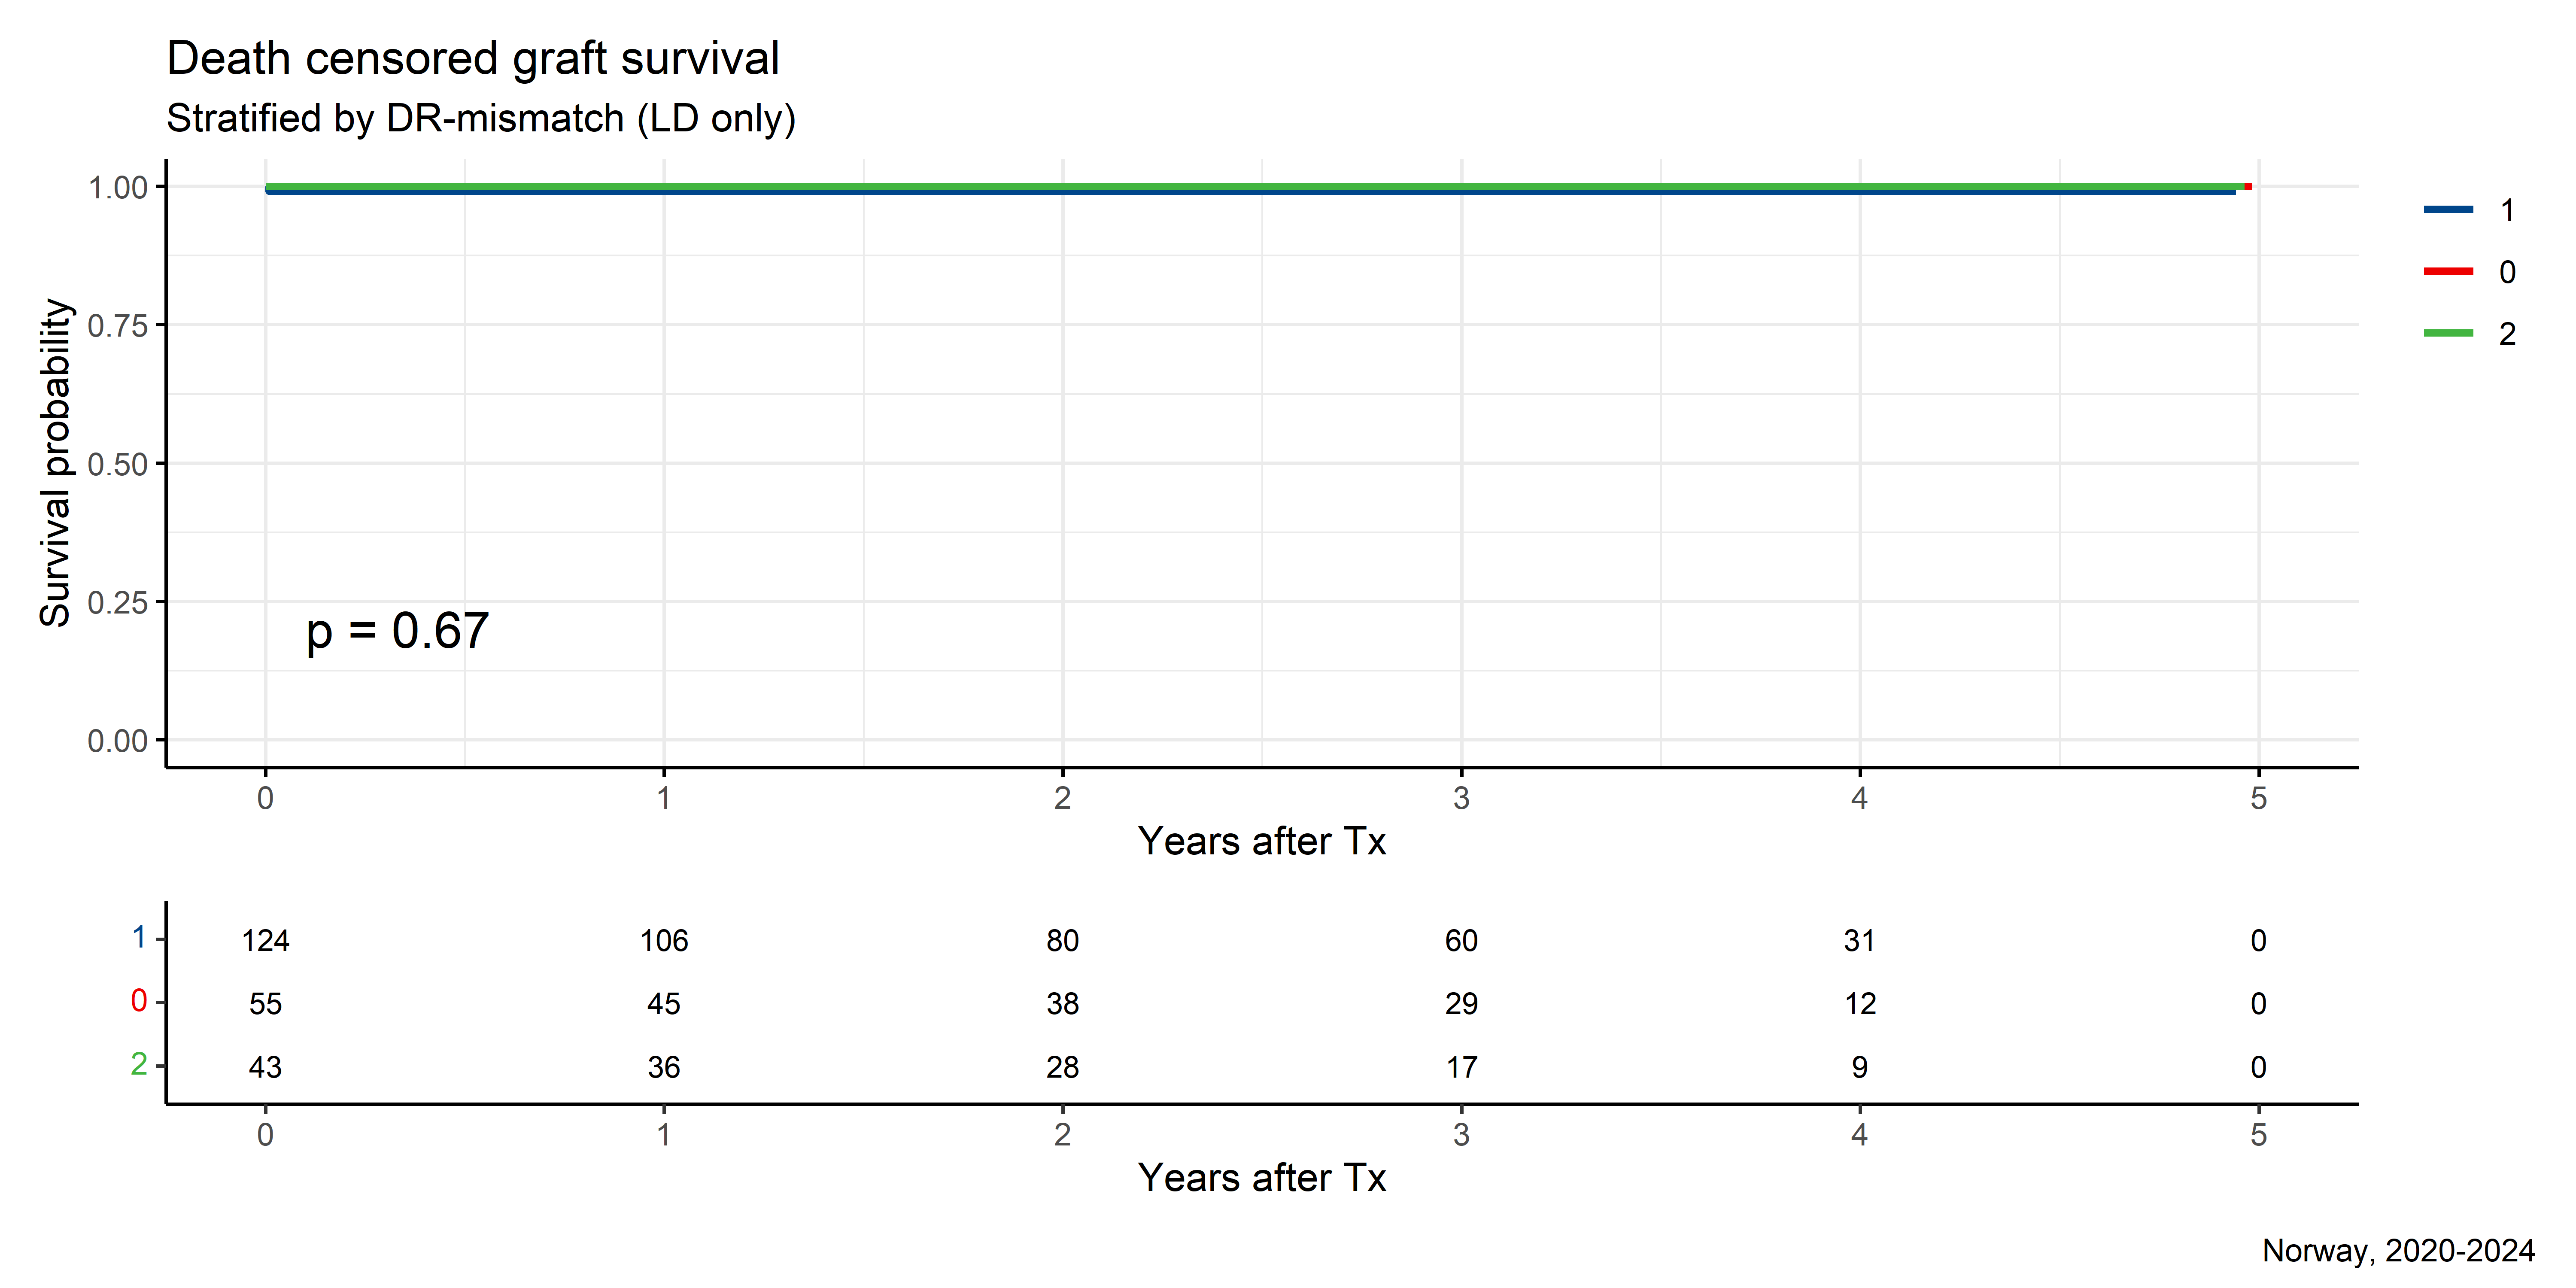 Death censored graft survival
Stratified by DR-mismatch (LD only)
Survival probability
1.00
0.75
0.50
0.25
0.00
p = 0.67
0 1 2 3 4 5
Years after Tx
1
0
2
1 124 106 80 60 31 0
0 55 45 38 29 12 0
2 43 36 28 17 9 0
0 1 2 3 4 5
Years after Tx
Norway, 2020-2024